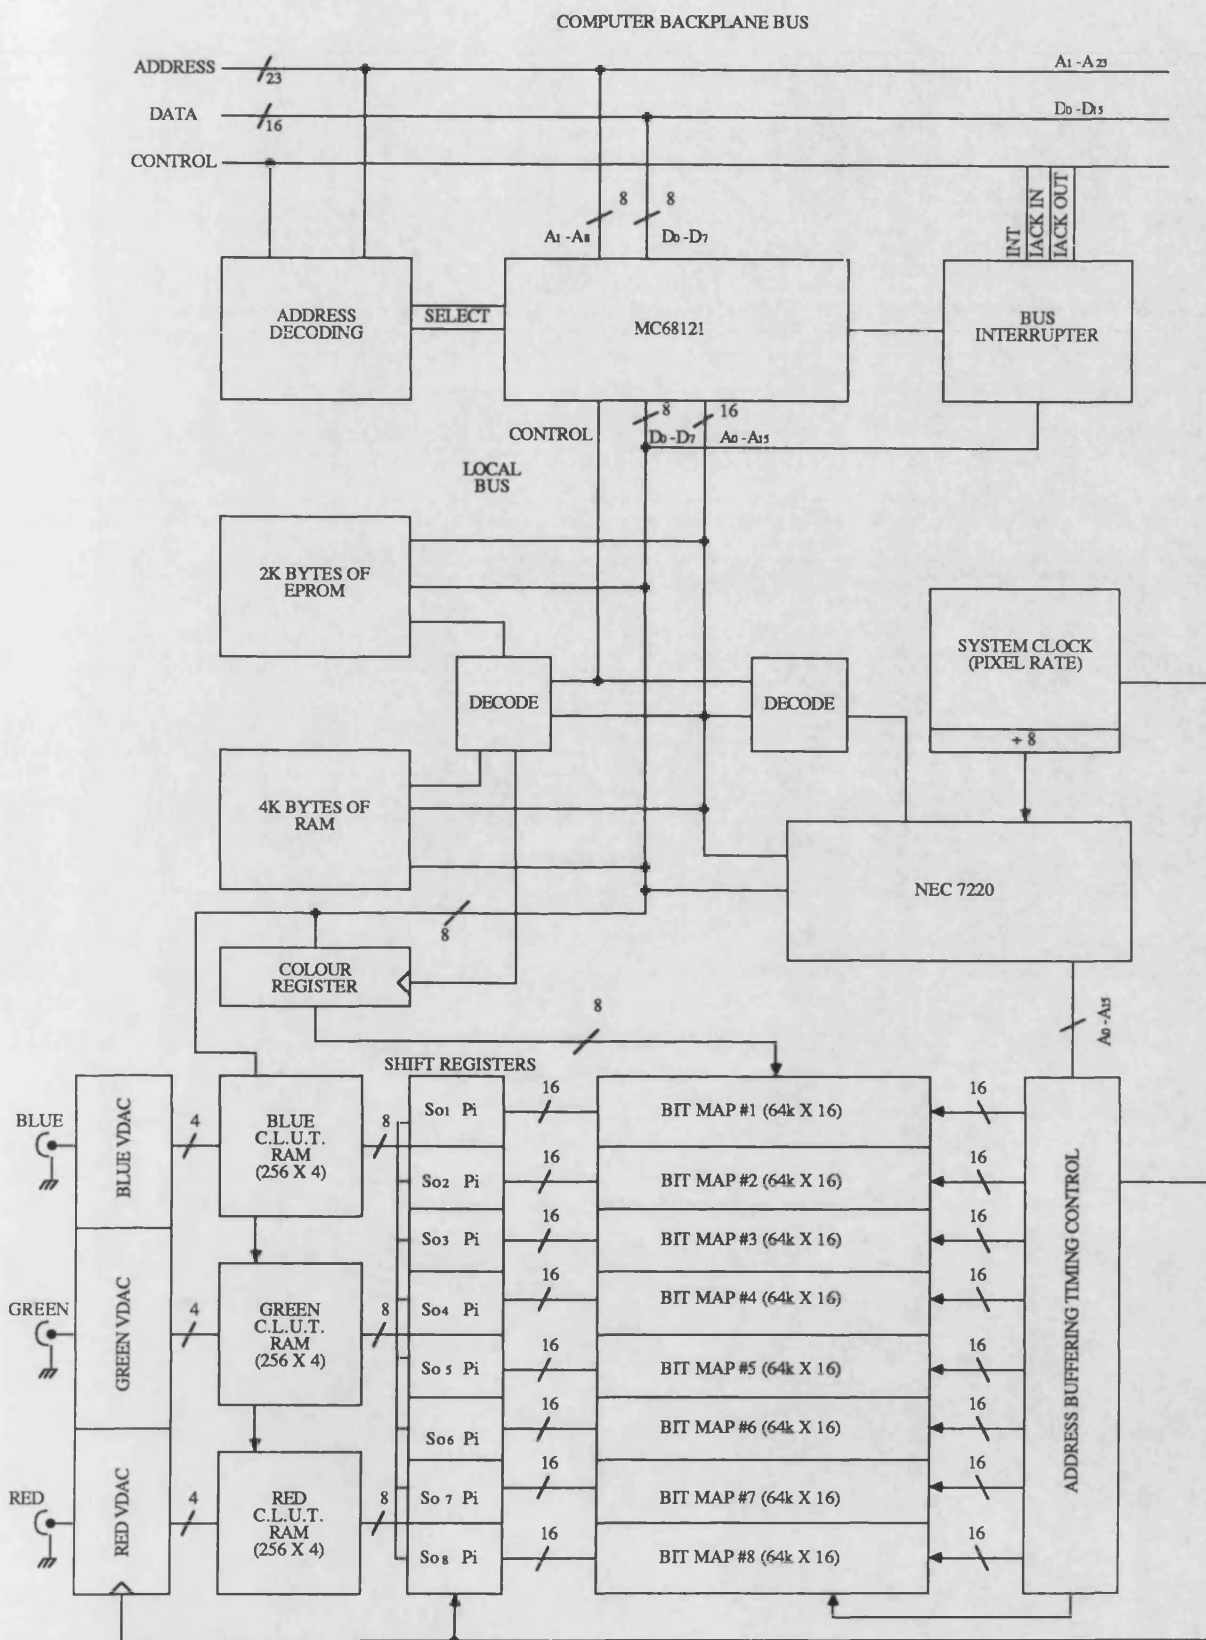 COMPUTER BACKPLANE BUS
ADDRESS
23
A1 -A23
DATA
16
D0 -D15
CONTROL
8
8
A1 -A8
D0 -D7
INT
IACK IN
IACK OUT
ADDRESS
DECODING
SELECT
MC68121
BUS
INTERRUPTER
CONTROL
8
16
D0 -D7
A0 -A15
LOCAL
BUS
2K BYTES OF
EPROM
SYSTEM CLOCK
(PIXEL RATE)
÷ 8
DECODE
DECODE
4K BYTES OF
RAM
NEC 7220
8
COLOUR
REGISTER
8
A0 -A15
SHIFT REGISTERS
BLUE
BLUE VDAC
4
BLUE
C.L.U.T.
RAM
(256 X 4)
8
So1 Pi
16
BIT MAP #1 (64k X 16)
16
So2 Pi
16
BIT MAP #2 (64k X 16)
16
So3 Pi
16
BIT MAP #3 (64k X 16)
16
GREEN
GREEN VDAC
4
GREEN
C.L.U.T.
RAM
(256 X 4)
8
So4 Pi
16
BIT MAP #4 (64k X 16)
16
So 5 Pi
16
BIT MAP #5 (64k X 16)
16
So6 Pi
16
BIT MAP #6 (64k X 16)
16
RED
RED VDAC
4
RED
C.L.U.T.
RAM
(256 X 4)
8
So 7 Pi
16
BIT MAP #7 (64k X 16)
16
So 8 Pi
16
BIT MAP #8 (64k X 16)
16
ADDRESS BUFFERING TIMING CONTROL